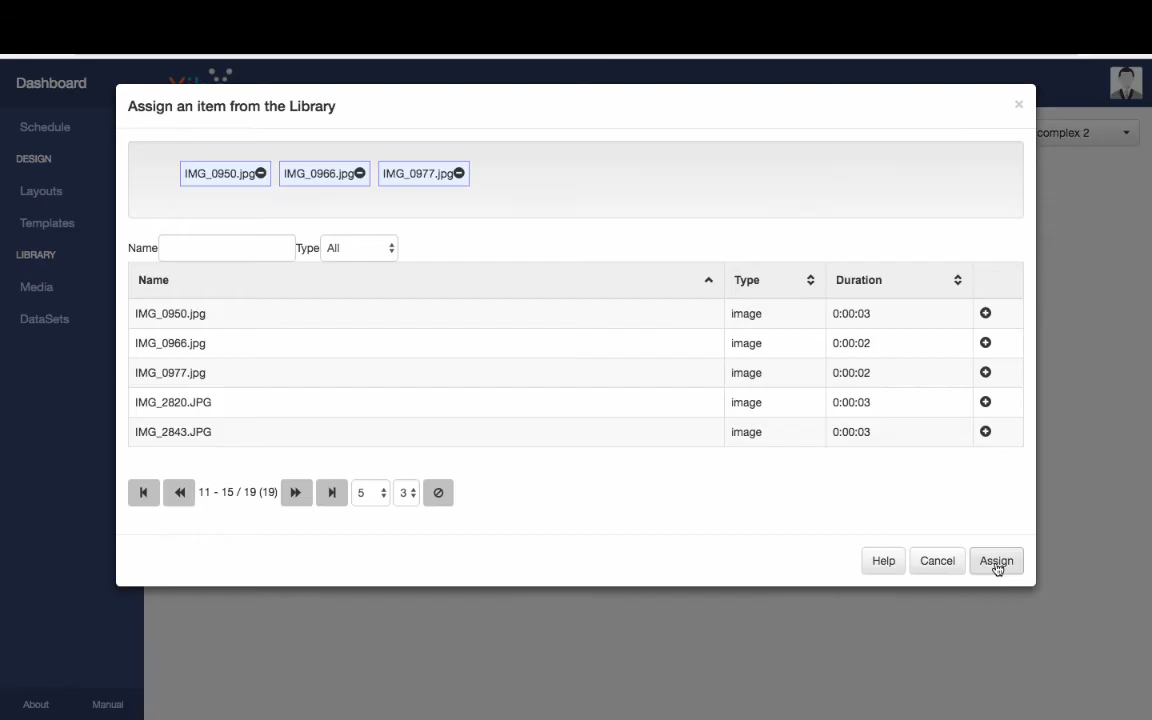 Dashboard
Assign an item from the Library
×
complex 2
Schedule
DESIGN
Layouts
Templates
LIBRARY
Media
DataSets
IMG_0950.jpg IMG_0966.jpg IMG_0977.jpg
Name Type All
Name Type Duration
IMG_0950.jpg image 0:00:03
IMG_0966.jpg image 0:00:02
IMG_0977.jpg image 0:00:02
IMG_2820.JPG image 0:00:03
IMG_2843.JPG image 0:00:03
11 - 15 / 19 (19) 5 3
Help Cancel Assign
About Manual